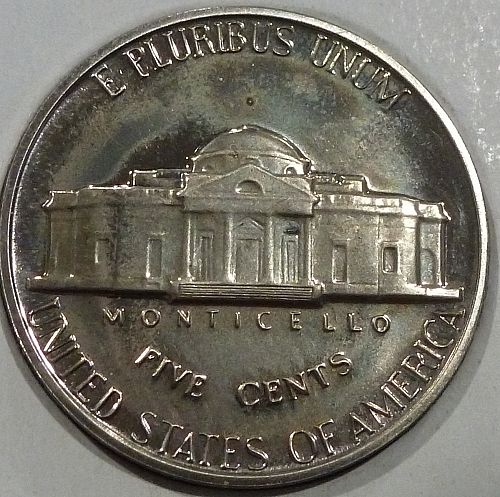 E·PLURIBUS UNUM
MONTICELLO
FIVE CENTS
UNITED STATES OF AMERICA